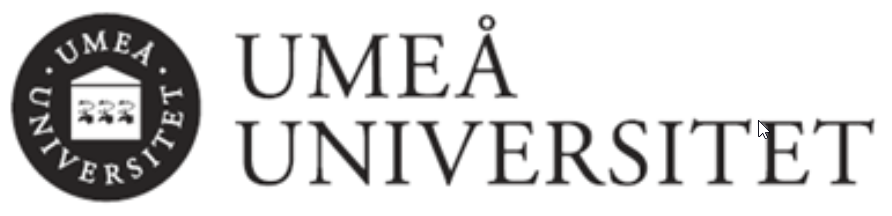 · UMEÅ ·
UNIVERSITET
UMEÅ
UNIVERSITET